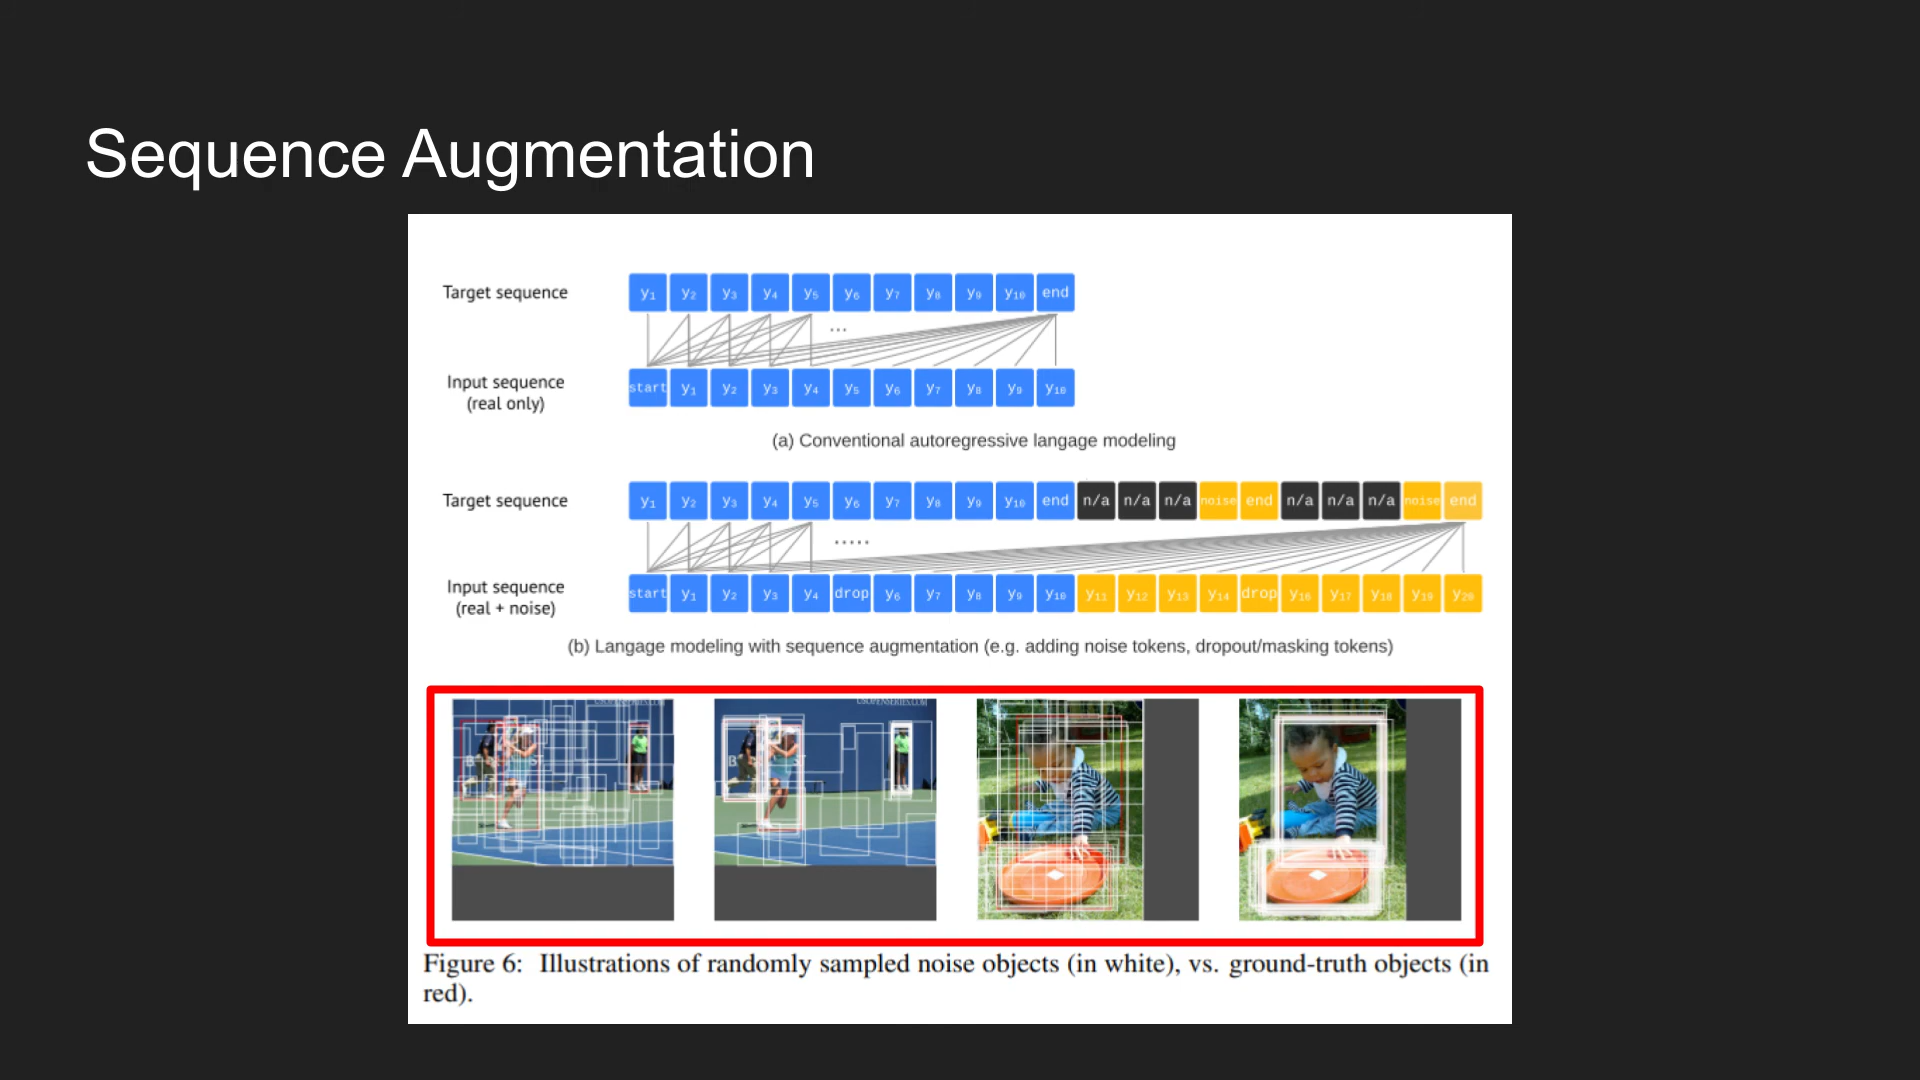 Sequence Augmentation
Target sequence
y₁ y₂ y₃ y₄ y₅ y₆ y₇ y₈ y₉ y₁₀ end
...
Input sequence
(real only)
start y₁ y₂ y₃ y₄ y₅ y₆ y₇ y₈ y₉ y₁₀
(a) Conventional autoregressive langage modeling
Target sequence
y₁ y₂ y₃ y₄ y₅ y₆ y₇ y₈ y₉ y₁₀ end n/a n/a n/a noise end n/a n/a n/a noise end
.....
Input sequence
(real + noise)
start y₁ y₂ y₃ y₄ drop y₆ y₇ y₈ y₉ y₁₀ y₁₁ y₁₂ y₁₃ y₁₄ drop y₁₆ y₁₇ y₁₈ y₁₉ y₂₀
(b) Langage modeling with sequence augmentation (e.g. adding noise tokens, dropout/masking tokens)
USOPENSERIES.COM
USOPENSERIES.COM
Figure 6: Illustrations of randomly sampled noise objects (in white), vs. ground-truth objects (in
red).